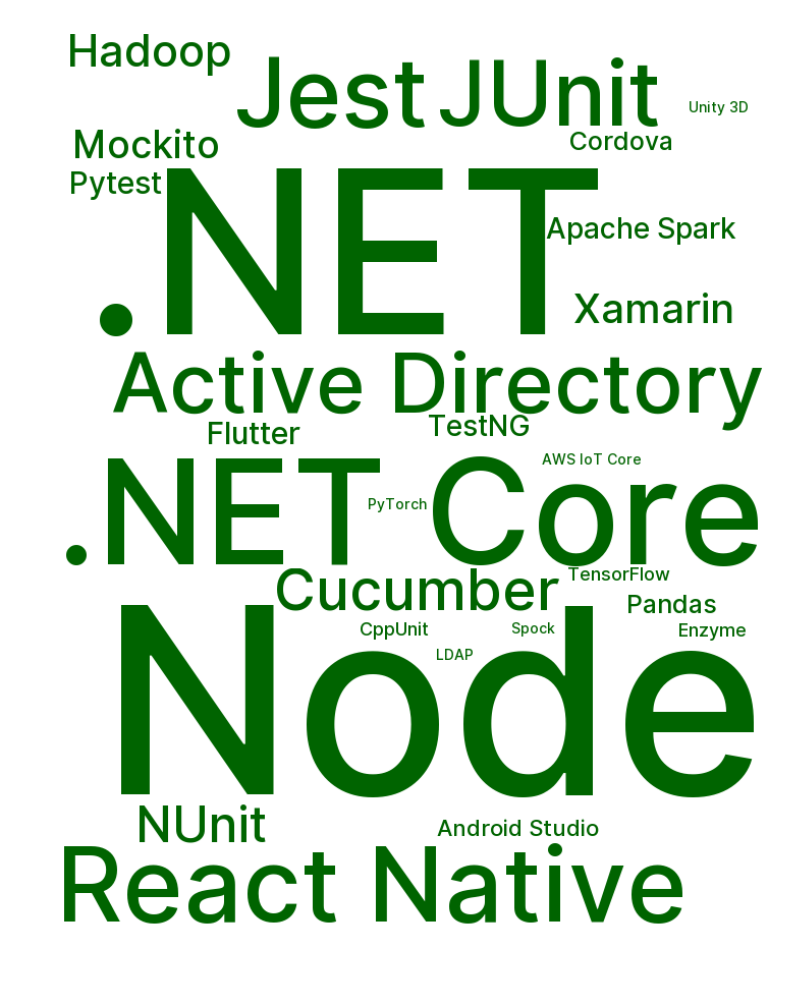 Hadoop
Jest
JUnit
Unity 3D
Cordova
Mockito
Pytest
.NET
Apache Spark
Xamarin
Active Directory
Flutter
TestNG
.NET Core
AWS IoT Core
PyTorch
Cucumber
TensorFlow
Pandas
CppUnit
Spock
Enzyme
LDAP
Node
NUnit
Android Studio
React Native